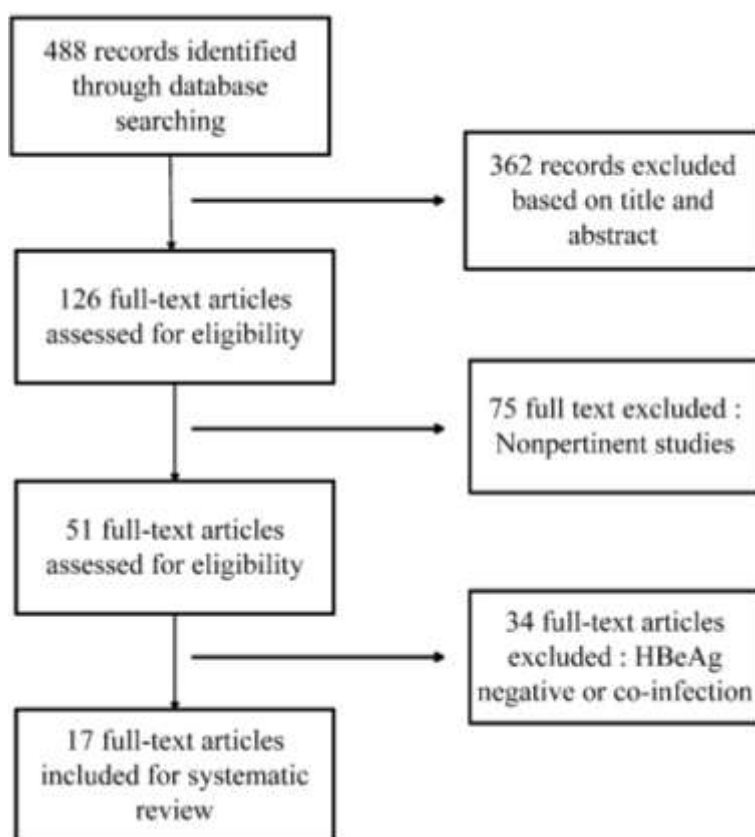 488 records identified
through database
searching
362 records excluded
based on title and
abstract
126 full-text articles
assessed for eligibility
75 full text excluded :
Nonpertinent studies
51 full-text articles
assessed for eligibility
34 full-text articles
excluded : HBeAg
negative or co-infection
17 full-text articles
included for systematic
review